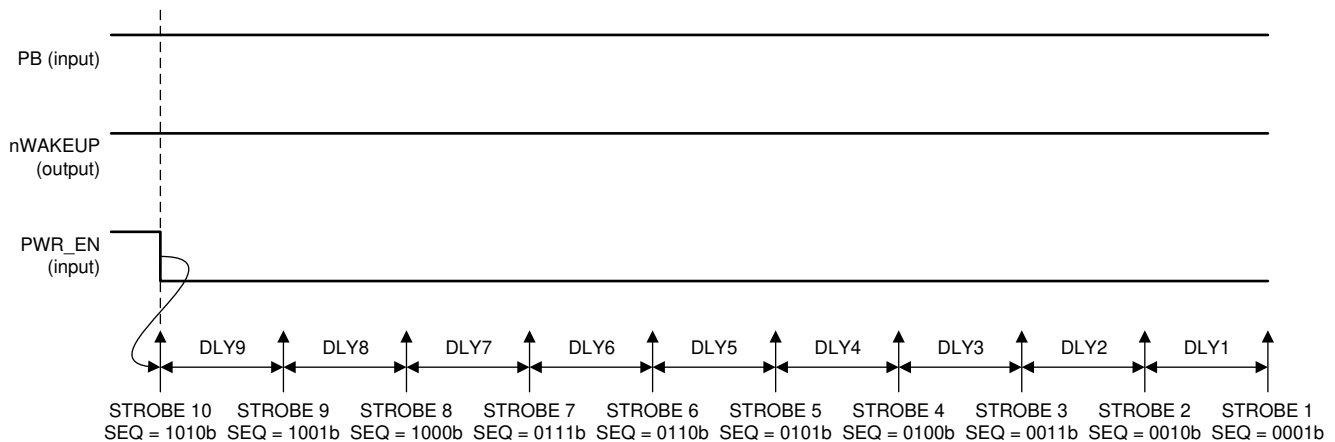 PB (input)
nWAKEUP
(output)
PWR_EN
(input)
DLY9 DLY8 DLY7 DLY6 DLY5 DLY4 DLY3 DLY2 DLY1
STROBE 10 STROBE 9 STROBE 8 STROBE 7 STROBE 6 STROBE 5 STROBE 4 STROBE 3 STROBE 2 STROBE 1
SEQ = 1010b SEQ = 1001b SEQ = 1000b SEQ = 0111b SEQ = 0110b SEQ = 0101b SEQ = 0100b SEQ = 0011b SEQ = 0010b SEQ = 0001b